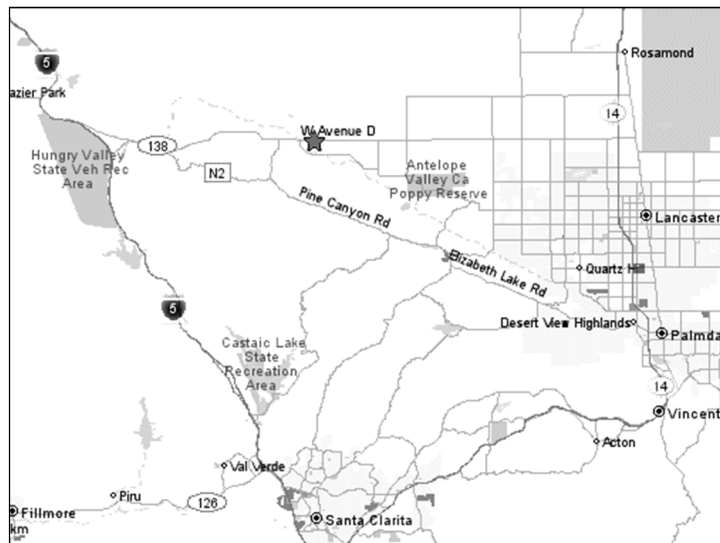 Rosamond
5
azier Park
14
W Avenue D
138
Hungry Valley
State Veh Rec
Area
N2
Antelope
Valley Ca
Poppy Reserve
Pine Canyon Rd
Lancaster
Elizabeth Lake Rd
Quartz Hi
5
Desert View Highlands
Palmda
Castaic Lake
State
Recreation
Area
14
Vincent
Acton
Val Verde
Piru
126
Fillmore
Santa Clarita
km